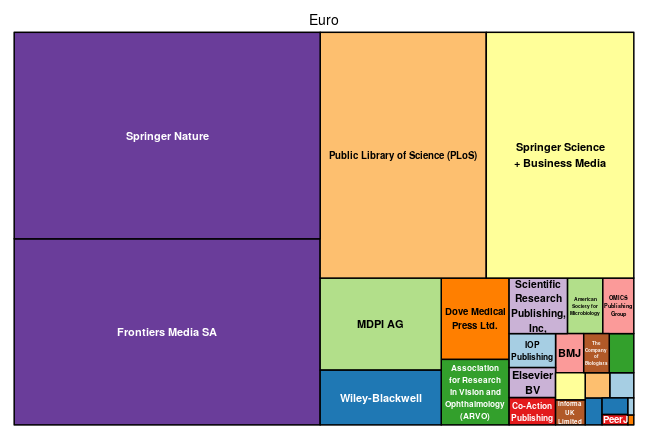 Euro
Springer Nature
Public Library of Science (PLoS)
Springer Science
+ Business Media
Frontiers Media SA
MDPI AG
Wiley-Blackwell
Dove Medical
Press Ltd.
Association
for Research
in Vision and
Ophthalmology
(ARVO)
Scientific
Research
Publishing,
Inc,
American
Society for
Microbiology
OMICS
Publishing
Group
IOP
Publishing
BMJ
The
Company
of
Biologists
Elsevier
BV
Co-Action
Publishing
Informa
UK
Limited
PeerJ